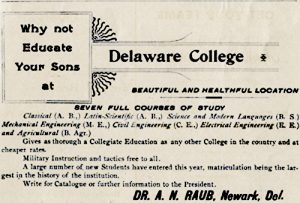 Why not
Educate
Your Sons
at
Delaware College
BEAUTIFUL AND HEALTHFUL LOCATION
SEVEN FULL COURSES OF STUDY
Classical (A. B.), Latin-Scientific (A. B.), Science and Modern Languages (B. S.)
Mechanical Engineering (M. E.), Civil Engineering (C. E.), Electrical Engineering (E. E.)
and Agricultural (B. Agr.)
Gives as thorough a Collegiate Education as any other College in the country and at
cheaper rates.
Military Instruction and tactics free to all.
A large number of new Students have entered this year, matriculation being the lar-
gest in the history of the institution.
Write for Catalogue or further information to the President.
DR. A. N. RAUB, Newark, Del.